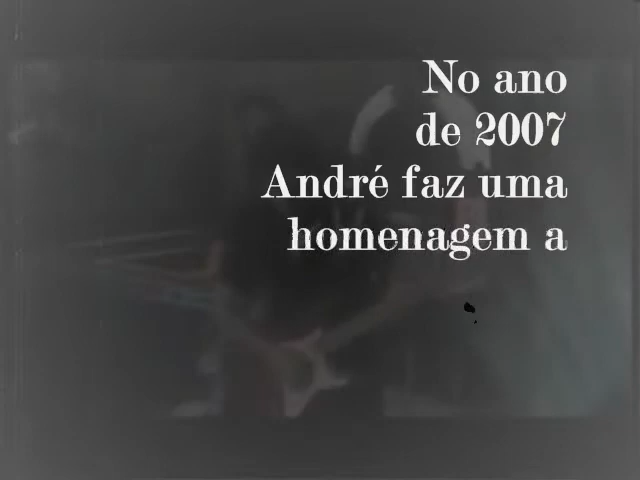 No ano
de 2007
André faz uma
homenagem a